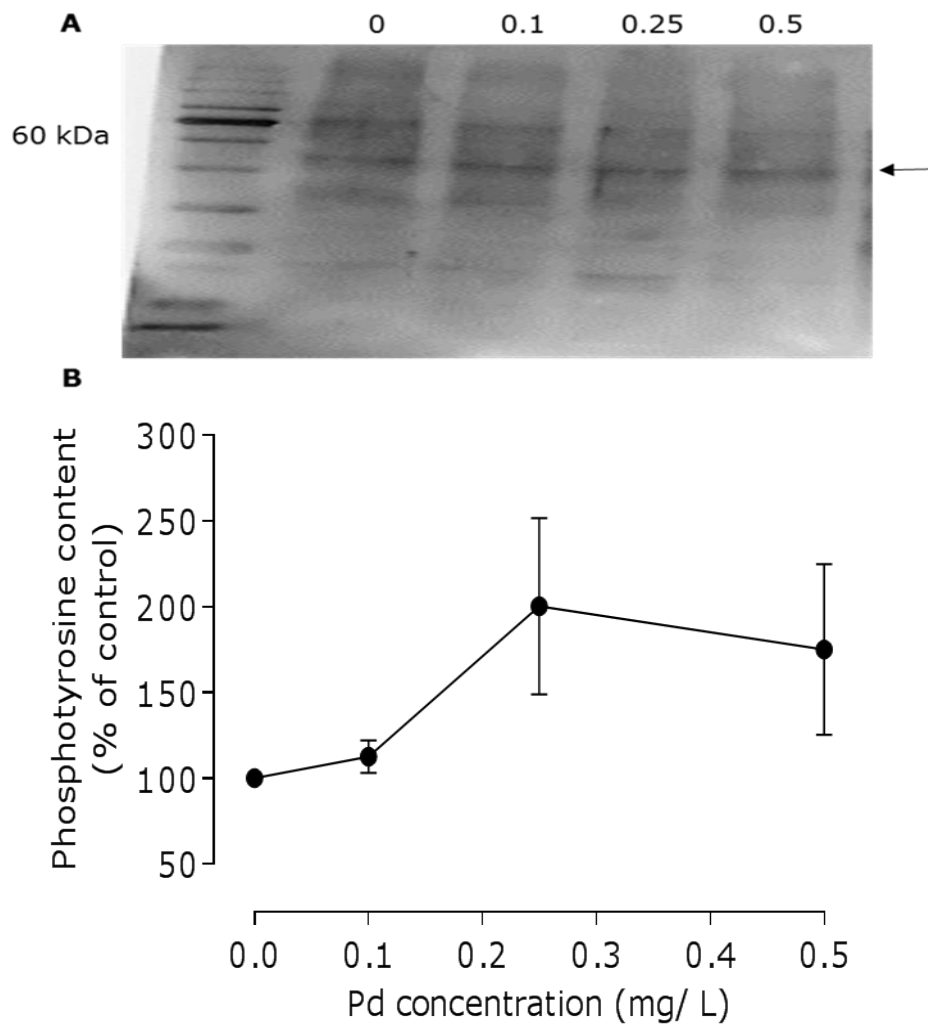 A
0 0.1 0.25 0.5
60 kDa
B
Phosphotyrosine content
(% of control)
300
250
200
150
100
50
0.0 0.1 0.2 0.3 0.4 0.5
Pd concentration (mg/ L)